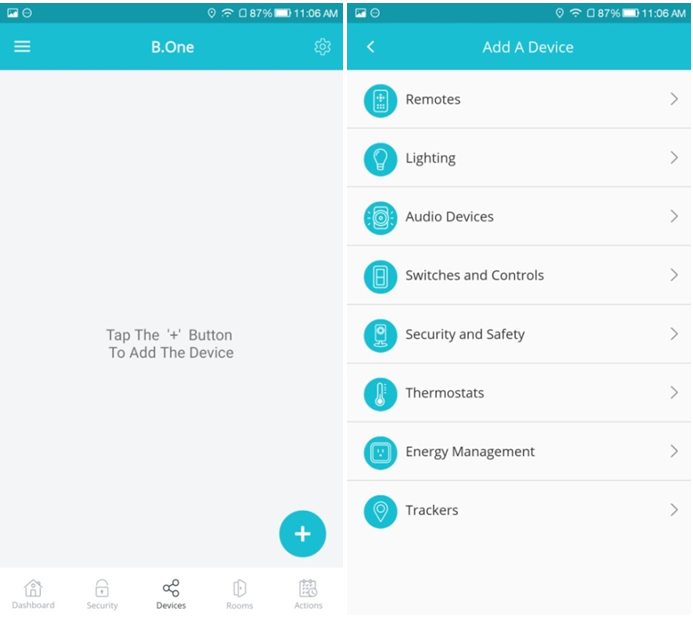 87% 11:06 AM
B.One
Tap The '+' Button
To Add The Device
Dashboard
Security
Devices
Rooms
Actions
87% 11:06 AM
Add A Device
Remotes
Lighting
Audio Devices
Switches and Controls
Security and Safety
Thermostats
Energy Management
Trackers